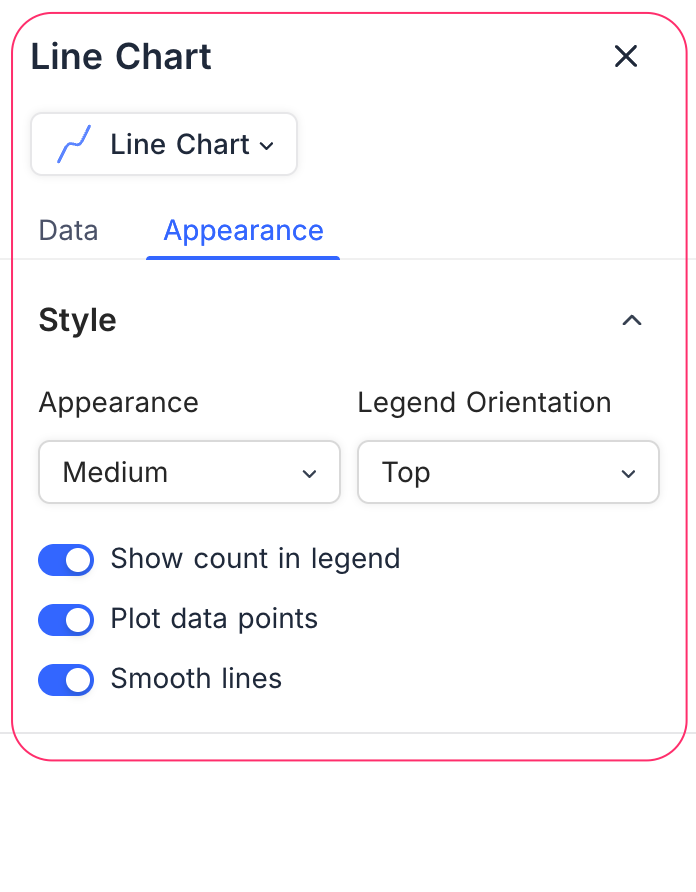 Line Chart
Line Chart
Data Appearance
Style
Appearance Legend Orientation
Medium Top
Show count in legend
Plot data points
Smooth lines